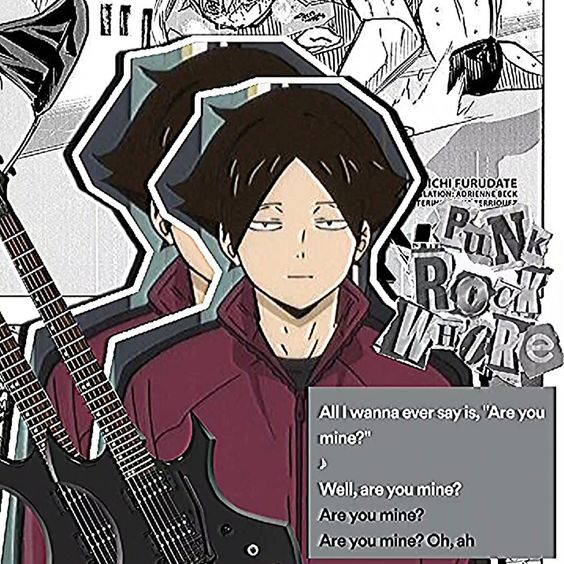 ICHI FURUDATE
SLATION: ADRIENNE BECK
PUNK
ROCK
WHORE
All I wanna ever say is, "Are you
mine?"
♪
Well, are you mine?
Are you mine?
Are you mine? Oh, ah